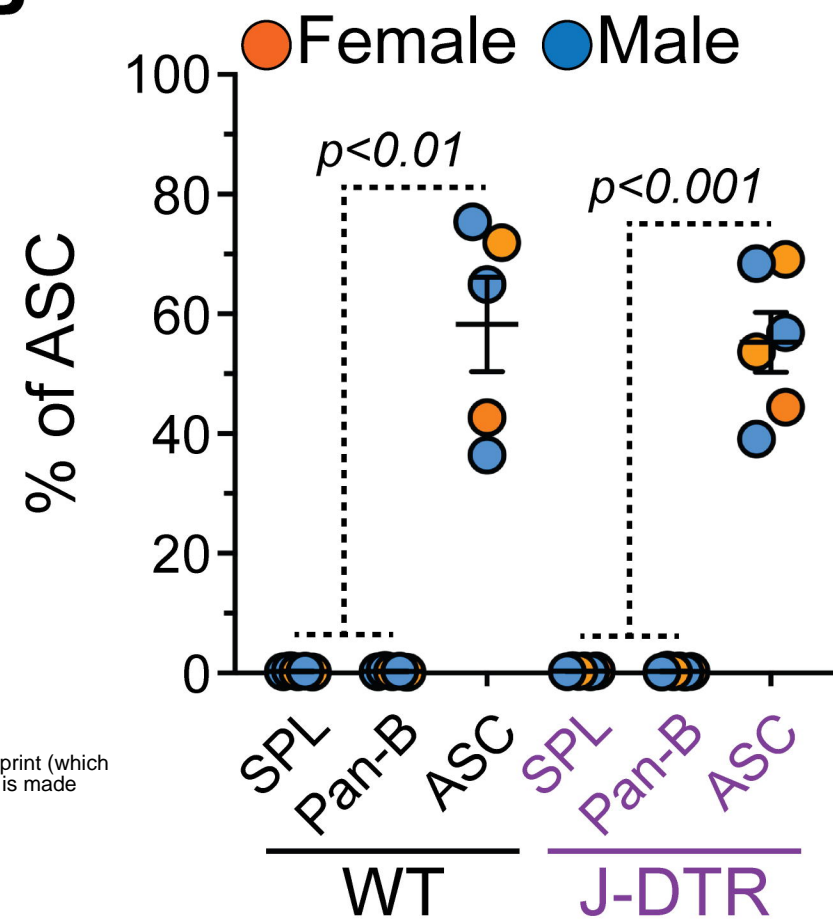 Female Male
100
80
60
40
20
0
% of ASC
p<0.01
p<0.001
SPL Pan-B ASC SPL Pan-B ASC
WT J-DTR
print (which
is made